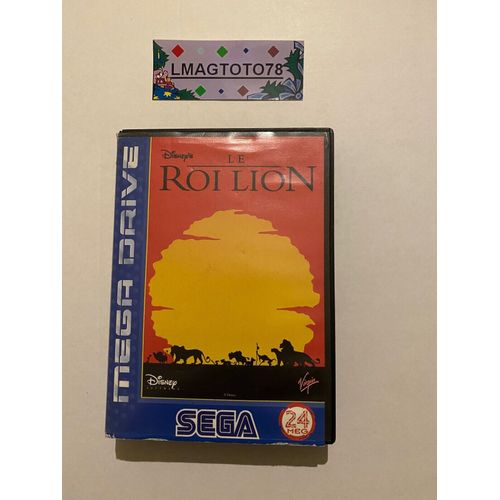 LMAGTOTO78
MEGA DRIVE
Disney's
LE
ROI LION
Disney
Virgin
SEGA
24
MEG